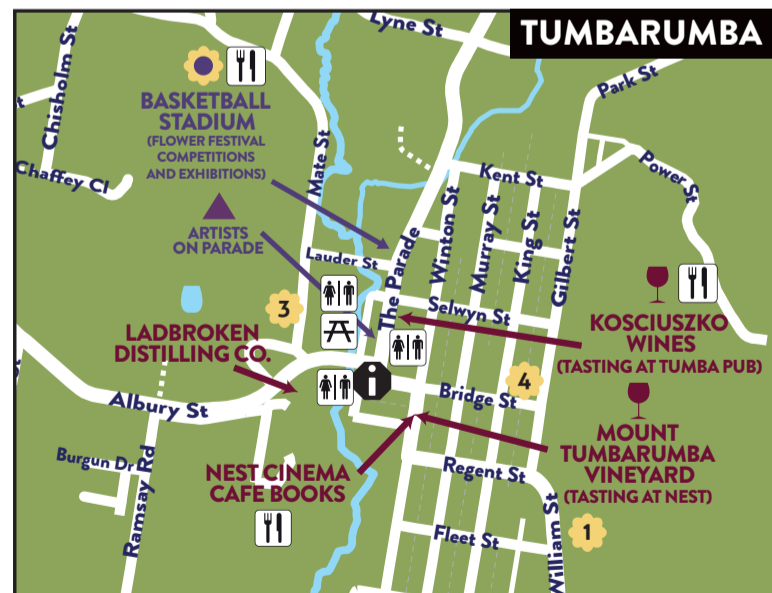 TUMBARUMBA
Lyne St
Park St
Chisholm St
BASKETBALL
STADIUM
(FLOWER FESTIVAL
COMPETITIONS
AND EXHIBITIONS)
Mate St
Chaffey Cl
Kent St
Power St
ARTISTS
ON PARADE
Lauder St
The Parade
Winton St
Murray St
King St
Gilbert St
3
Selwyn St
KOSCIUSZKO
WINES
(TASTING AT TUMBA PUB)
LADBROKEN
DISTILLING CO.
i
4
Bridge St
Albury St
MOUNT
TUMBARUMBA
VINEYARD
(TASTING AT NEST)
Burgun Dr
Ramsay Rd
NEST CINEMA
CAFE BOOKS
Regent St
Fleet St
William St
1